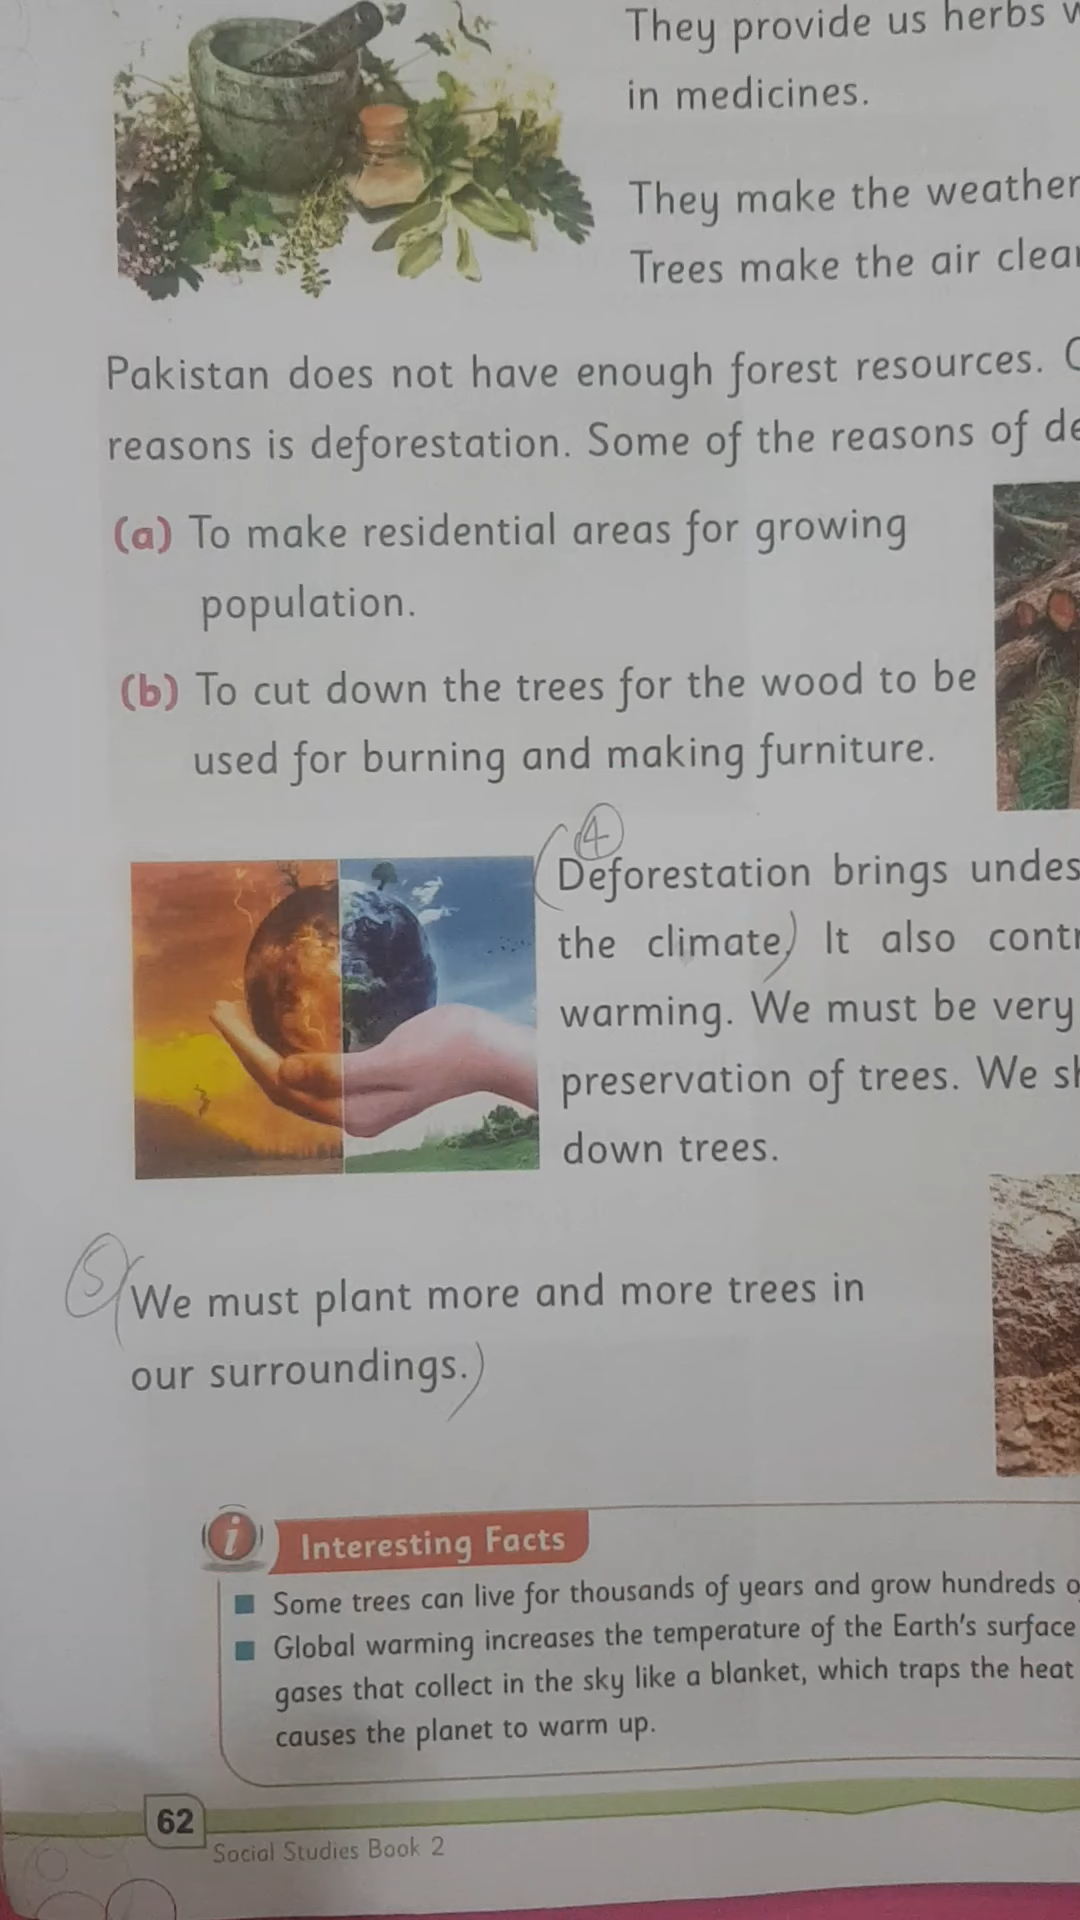 They provide us herbs
in medicines.
They make the weather
Trees make the air
Pakistan does not have enough forest resources.
reasons is deforestation. Some of the reasons of
(a) To make residential areas for growing
population.
(b) To cut down the trees for the wood to be
used for burning and making furniture.
4
Deforestation brings
the climate) It also
warming. We must be very
preservation of trees. We
down trees.
5 (We must plant more and more trees in
our surroundings.)
i Interesting Facts
Some trees can live for thousands of years and grow hundreds
Global warming increases the temperature of the Earth's surface
gases that collect in the sky like a blanket, which traps the heat
causes the planet to warm up.
62
Social Studies Book 2